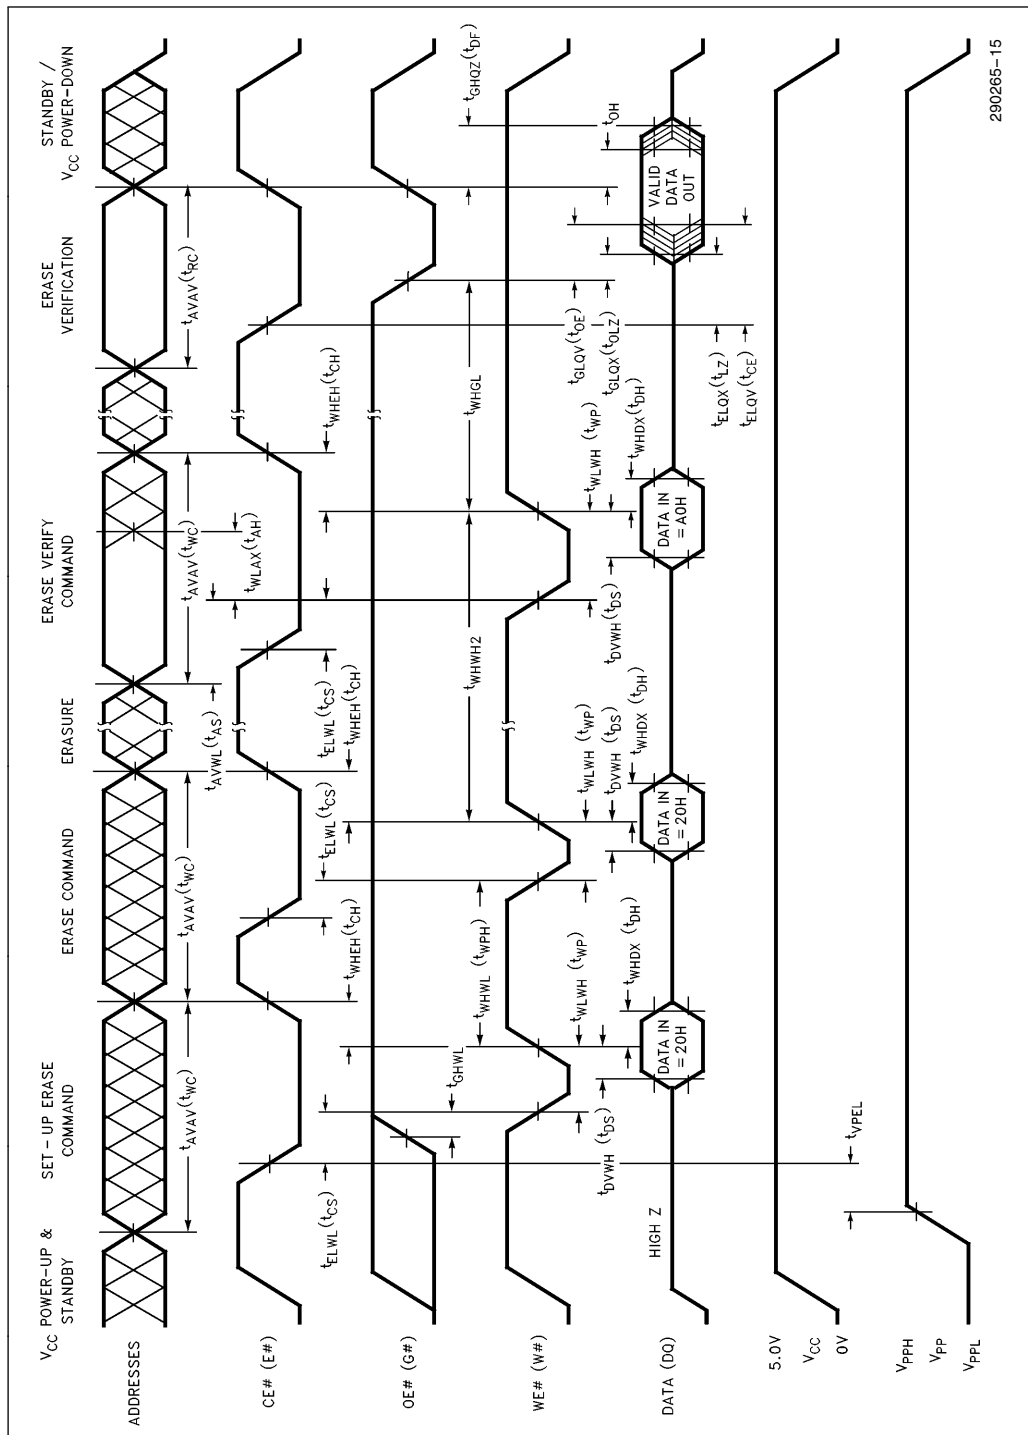 V_CC POWER-UP & STANDBY
SET-UP ERASE COMMAND
ERASE COMMAND
ERASURE
ERASE VERIFY COMMAND
ERASE VERIFICATION
STANDBY / V_CC POWER-DOWN
ADDRESSES
t_AVAV(t_WC)
t_AVAV(t_WC)
t_AVAV(t_WC)
t_AVAV(t_RC)
t_AVWL(t_AS)
t_WLAX(t_AH)
CE# (E#)
t_ELWL(t_CS)
t_WHEH(t_CH)
t_ELWL(t_CS)
t_WHEH(t_CH)
t_ELWL(t_CS)
t_WHEH(t_CH)
OE# (G#)
t_GHWL
t_WHWL (t_WPH)
t_WHWH2
t_WHGL
t_GHQZ(t_DF)
WE# (W#)
t_DVWH (t_DS)
t_WLWH (t_WP)
t_WHDX (t_DH)
t_WLWH(t_WP)
t_DVWH(t_DS)
t_WHDX (t_DH)
t_DVWH(t_DS)
t_WLWH (t_WP)
t_WHDX(t_DH)
t_GLQV(t_OE)
t_GLQX(t_OLZ)
t_OH
DATA (DQ)
HIGH Z
DATA IN = 20H
DATA IN = 20H
DATA IN = A0H
VALID DATA OUT
t_ELQX(t_LZ)
t_ELQV(t_CE)
5.0V
V_CC
0V
t_VPEL
V_PPH
V_PP
V_PPL
290265-15